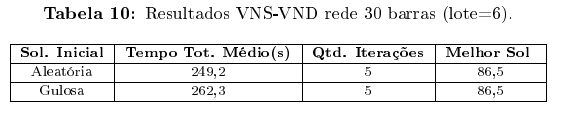 Tabela 10: Resultados VNS-VND rede 30 barras (lote=6).
Sol. Inicial Tempo Tot. Médio(s) Qtd. Iterações Melhor Sol
Aleatória 249,2 5 86,5
Gulosa 262,3 5 86,5